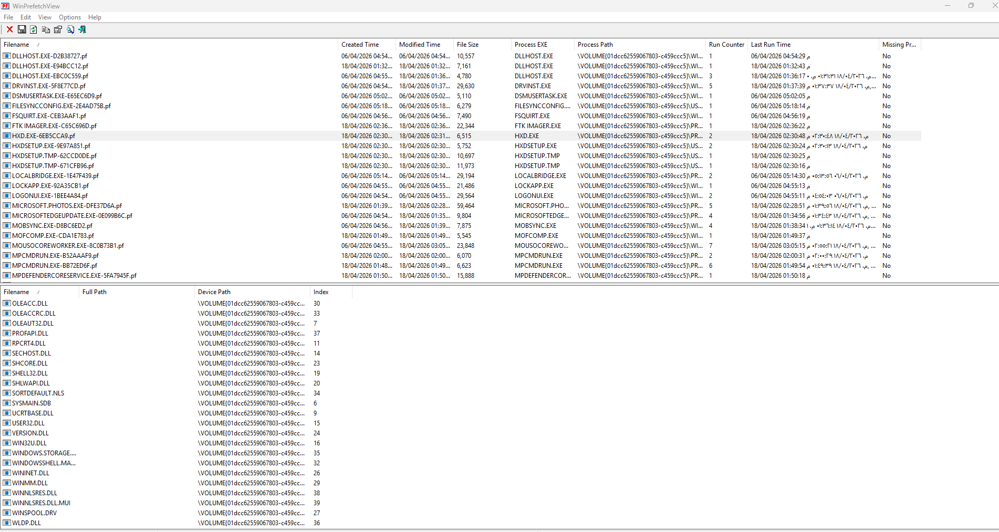 WinPrefetchView
File Edit View Options Help
Filename Created Time Modified Time File Size Process EXE Process Path Run Counter Last Run Time Missing Pr...
DLLHOST.EXE-D2B38727.pf 06/04/2026 04:54... 06/04/2026 04:54... 10,557 DLLHOST.EXE \VOLUME{01dcc62559067803-c459ccc5}\WI... 1 06/04/2026 04:54:29 م No
DLLHOST.EXE-E94BCC12.pf 18/04/2026 01:32... 18/04/2026 01:32... 7,161 DLLHOST.EXE \VOLUME{01dcc62559067803-c459ccc5}\WI... 1 18/04/2026 01:32:43 م No
DLLHOST.EXE-EBC0C559.pf 06/04/2026 04:55... 18/04/2026 01:36... 4,780 DLLHOST.EXE \VOLUME{01dcc62559067803-c459ccc5}\WI... 3 18/04/2026 01:36:17 م، ١٨/٠٤/٢٠٢٦ ٠١:٣١:٣١ م، ٠... No
DRVINST.EXE-5F8E77CD.pf 06/04/2026 04:54... 18/04/2026 01:37... 29,630 DRVINST.EXE \VOLUME{01dcc62559067803-c459ccc5}\WI... 5 18/04/2026 01:37:39 م، ١٨/٠٤/٢٠٢٦ ٠١:٣٧:٣٧ م,... No
DSMUSERTASK.EXE-E65EC6D9.pf 06/04/2026 05:02... 06/04/2026 05:02... 5,110 DSMUSERTASK.EXE \VOLUME{01dcc62559067803-c459ccc5}\WI... 1 06/04/2026 05:02:05 م No
FILESYNCCONFIG.EXE-2E4AD75B.pf 06/04/2026 05:18... 06/04/2026 05:18... 6,279 FILESYNCCONFIG.... \VOLUME{01dcc62559067803-c459ccc5}\US... 1 06/04/2026 05:18:14 م No
FSQUIRT.EXE-CEB3AAF1.pf 06/04/2026 04:56... 06/04/2026 04:56... 7,490 FSQUIRT.EXE \VOLUME{01dcc62559067803-c459ccc5}\WI... 1 06/04/2026 04:56:19 م No
FTK IMAGER.EXE-C65C696D.pf 18/04/2026 02:36... 18/04/2026 02:36... 22,344 FTK IMAGER.EXE \VOLUME{01dcc62559067803-c459ccc5}\PR... 1 18/04/2026 02:36:22 م No
HXD.EXE-6EB5CCA9.pf 18/04/2026 02:30... 18/04/2026 02:31... 6,515 HXD.EXE \VOLUME{01dcc62559067803-c459ccc5}\PR... 2 18/04/2026 02:30:48 م، ١٨/٠٤/٢٠٢٦ ٠٢:٣٠:٤٨ م No
HXDSETUP.EXE-9E97A851.pf 18/04/2026 02:30... 18/04/2026 02:30... 5,752 HXDSETUP.EXE \VOLUME{01dcc62559067803-c459ccc5}\US... 2 18/04/2026 02:30:24 م، ١٨/٠٤/٢٠٢٦ ٠٢:٣٠:١٣ م No
HXDSETUP.TMP-62CCD0DE.pf 18/04/2026 02:30... 18/04/2026 02:30... 10,697 HXDSETUP.TMP \VOLUME{01dcc62559067803-c459ccc5}\US... 1 18/04/2026 02:30:25 م No
HXDSETUP.TMP-671CFB96.pf 18/04/2026 02:30... 18/04/2026 02:30... 11,973 HXDSETUP.TMP \VOLUME{01dcc62559067803-c459ccc5}\US... 1 18/04/2026 02:30:16 م No
LOCALBRIDGE.EXE-1E47F439.pf 06/04/2026 05:14... 06/04/2026 05:14... 29,194 LOCALBRIDGE.EXE \VOLUME{01dcc62559067803-c459ccc5}\PR... 2 06/04/2026 05:14:30 م، ٠٦/٠٤/٢٠٢٦ ٠٥:١٣:٥٦ م No
LOCKAPP.EXE-92A35CB1.pf 06/04/2026 04:55... 06/04/2026 04:55... 21,486 LOCKAPP.EXE \VOLUME{01dcc62559067803-c459ccc5}\WI... 1 06/04/2026 04:55:13 م No
LOGONUI.EXE-1BEE4A84.pf 06/04/2026 04:54... 06/04/2026 04:55... 29,564 LOGONUI.EXE \VOLUME{01dcc62559067803-c459ccc5}\WI... 2 06/04/2026 04:55:11 م، ٠٦/٠٤/٢٠٢٦ ٠٤:٥٤:٠٣ م No
MICROSOFT.PHOTOS.EXE-DFE37D6A.pf 18/04/2026 01:39... 18/04/2026 02:28... 59,464 MICROSOFT.PHO... \VOLUME{01dcc62559067803-c459ccc5}\PR... 5 18/04/2026 02:28:51 م، ١٨/٠٤/٢٠٢٦ ٠١:٣٩:٥٦ م, ... No
MICROSOFTEDGEUPDATE.EXE-0E099B6C.pf 06/04/2026 04:54... 18/04/2026 01:35... 9,804 MICROSOFTEDGE... \VOLUME{01dcc62559067803-c459ccc5}\PR... 4 18/04/2026 01:34:56 م، ١٨/٠٤/٢٠٢٦ ٠١:٣٤:٤٣ م, ... No
MOBSYNC.EXE-D8BC6ED2.pf 06/04/2026 04:56... 18/04/2026 01:39... 7,875 MOBSYNC.EXE \VOLUME{01dcc62559067803-c459ccc5}\WI... 4 18/04/2026 01:38:34 م، ١٨/٠٤/٢٠٢٦ ٠١:٣٦:١٤ م، ١... No
MOFCOMP.EXE-CDA1E783.pf 18/04/2026 01:49... 18/04/2026 01:49... 5,545 MOFCOMP.EXE \VOLUME{01dcc62559067803-c459ccc5}\WI... 1 18/04/2026 01:49:37 م No
MOUSOCOREWORKER.EXE-8C0B73B1.pf 06/04/2026 04:55... 18/04/2026 03:05... 23,848 MOUSOCOREWO... \VOLUME{01dcc62559067803-c459ccc5}\WI... 7 18/04/2026 03:05:15 م، ١٨/٠٤/٢٠٢٦ ٠٢:٥٥:٢١ م, ... No
MPCMDRUN.EXE-B52AAAF9.pf 18/04/2026 02:00... 18/04/2026 02:00... 6,070 MPCMDRUN.EXE \VOLUME{01dcc62559067803-c459ccc5}\PR... 2 18/04/2026 02:00:31 م، ١٨/٠٤/٢٠٢٦ ٠٢:٠٠:٢٩ م No
MPCMDRUN.EXE-BB72ED6F.pf 18/04/2026 01:48... 18/04/2026 01:49... 6,623 MPCMDRUN.EXE \VOLUME{01dcc62559067803-c459ccc5}\PR... 6 18/04/2026 01:49:54 م، ١٨/٠٤/٢٠٢٦ ٠١:٤٩:٣٩ م, ... No
MPDEFENDERCORESERVICE.EXE-5FA7945F.pf 18/04/2026 01:50... 18/04/2026 01:50... 15,888 MPDEFENDERCOR... \VOLUME{01dcc62559067803-c459ccc5}\PR... 1 18/04/2026 01:50:18 م No
Filename Full Path Device Path Index
OLEACC.DLL \VOLUME{01dcc62559067803-c459cc... 30
OLEACCRC.DLL \VOLUME{01dcc62559067803-c459cc... 33
OLEAUT32.DLL \VOLUME{01dcc62559067803-c459cc... 7
PROFAPI.DLL \VOLUME{01dcc62559067803-c459cc... 37
RPCRT4.DLL \VOLUME{01dcc62559067803-c459cc... 11
SECHOST.DLL \VOLUME{01dcc62559067803-c459cc... 14
SHCORE.DLL \VOLUME{01dcc62559067803-c459cc... 23
SHELL32.DLL \VOLUME{01dcc62559067803-c459cc... 19
SHLWAPI.DLL \VOLUME{01dcc62559067803-c459cc... 20
SORTDEFAULT.NLS \VOLUME{01dcc62559067803-c459cc... 34
SYSMAIN.SDB \VOLUME{01dcc62559067803-c459cc... 6
UCRTBASE.DLL \VOLUME{01dcc62559067803-c459cc... 9
USER32.DLL \VOLUME{01dcc62559067803-c459cc... 15
VERSION.DLL \VOLUME{01dcc62559067803-c459cc... 24
WIN32U.DLL \VOLUME{01dcc62559067803-c459cc... 16
WINDOWS.STORAGE.... \VOLUME{01dcc62559067803-c459cc... 35
WINDOWSSHELL.MA... \VOLUME{01dcc62559067803-c459cc... 32
WININET.DLL \VOLUME{01dcc62559067803-c459cc... 26
WINMM.DLL \VOLUME{01dcc62559067803-c459cc... 29
WINNLSRES.DLL \VOLUME{01dcc62559067803-c459cc... 38
WINNLSRES.DLL.MUI \VOLUME{01dcc62559067803-c459cc... 39
WINSPOOL.DRV \VOLUME{01dcc62559067803-c459cc... 27
WLDP.DLL \VOLUME{01dcc62559067803-c459cc... 36